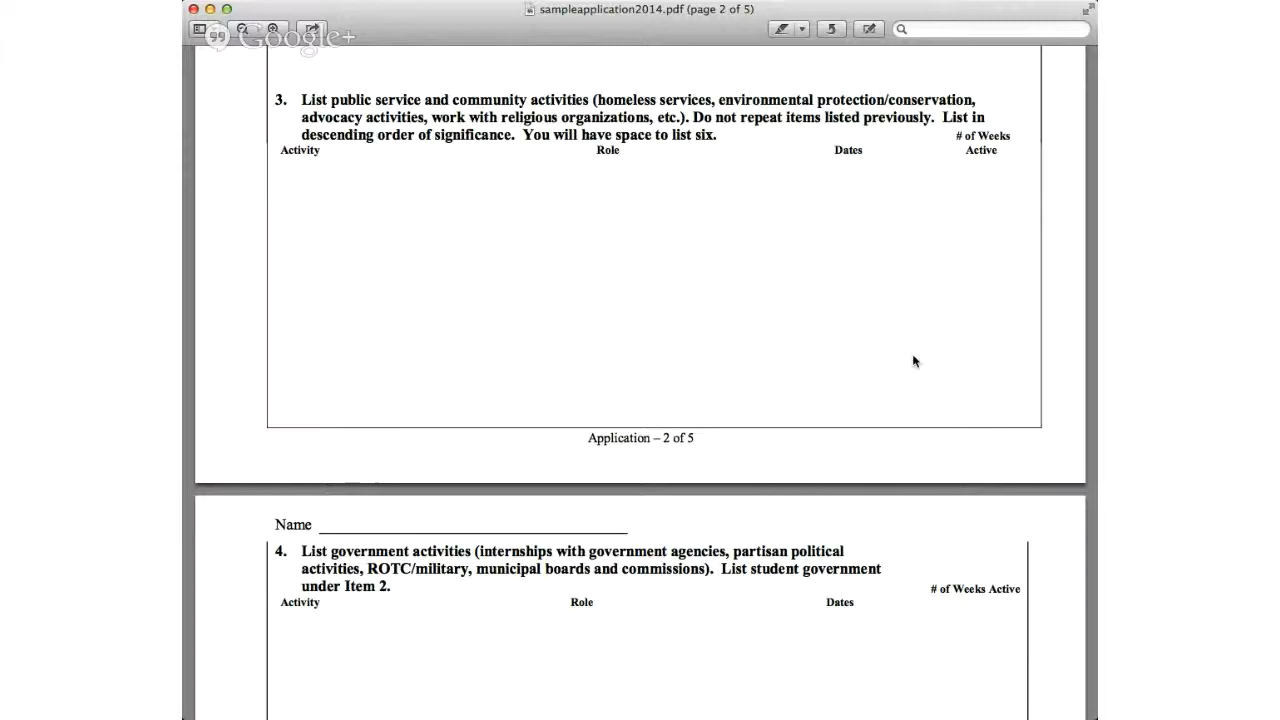 sampleapplication2014.pdf (page 2 of 5)
Google+
3. List public service and community activities (homeless services, environmental protection/conservation,
advocacy activities, work with religious organizations, etc.). Do not repeat items listed previously. List in
descending order of significance. You will have space to list six. # of Weeks
Activity Role Dates Active
Application – 2 of 5
Name
4. List government activities (internships with government agencies, partisan political
activities, ROTC/military, municipal boards and commissions). List student government
under Item 2. # of Weeks Active
Activity Role Dates